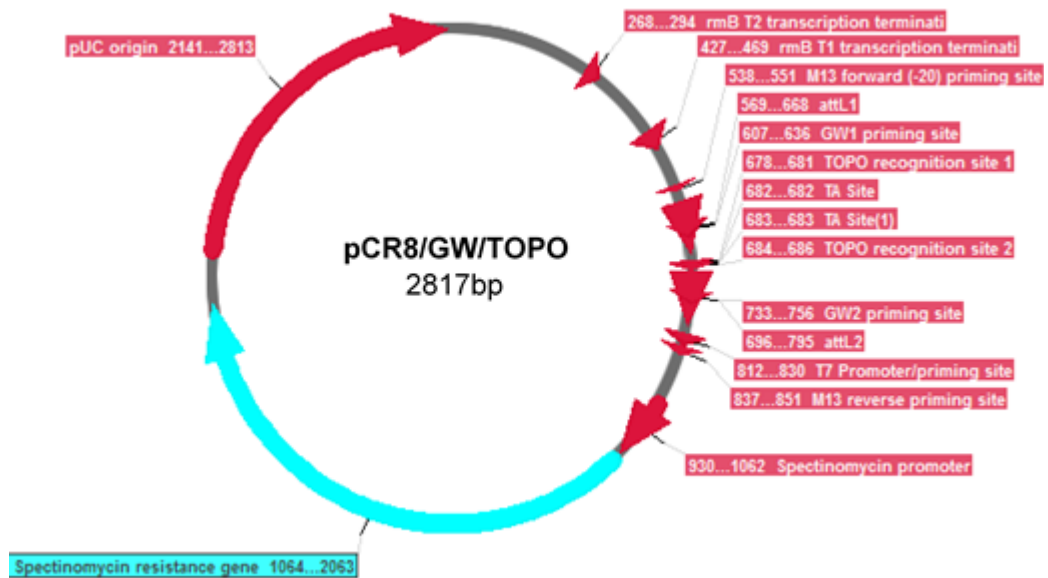 268...294 rmB T2 transcription terminati
pUC origin 2141...2813
427...469 rmB T1 transcription terminati
538...551 M13 forward (-20) priming site
569...668 attL1
607...636 GW1 priming site
678...681 TOPO recognition site 1
682...682 TA Site
683...683 TA Site(1)
684...686 TOPO recognition site 2
pCR8/GW/TOPO
2817bp
733...756 GW2 priming site
696...795 attL2
812...830 T7 Promoter/priming site
837...851 M13 reverse priming site
930...1062 Spectinomycin promoter
Spectinomycin resistance gene 1064...2063